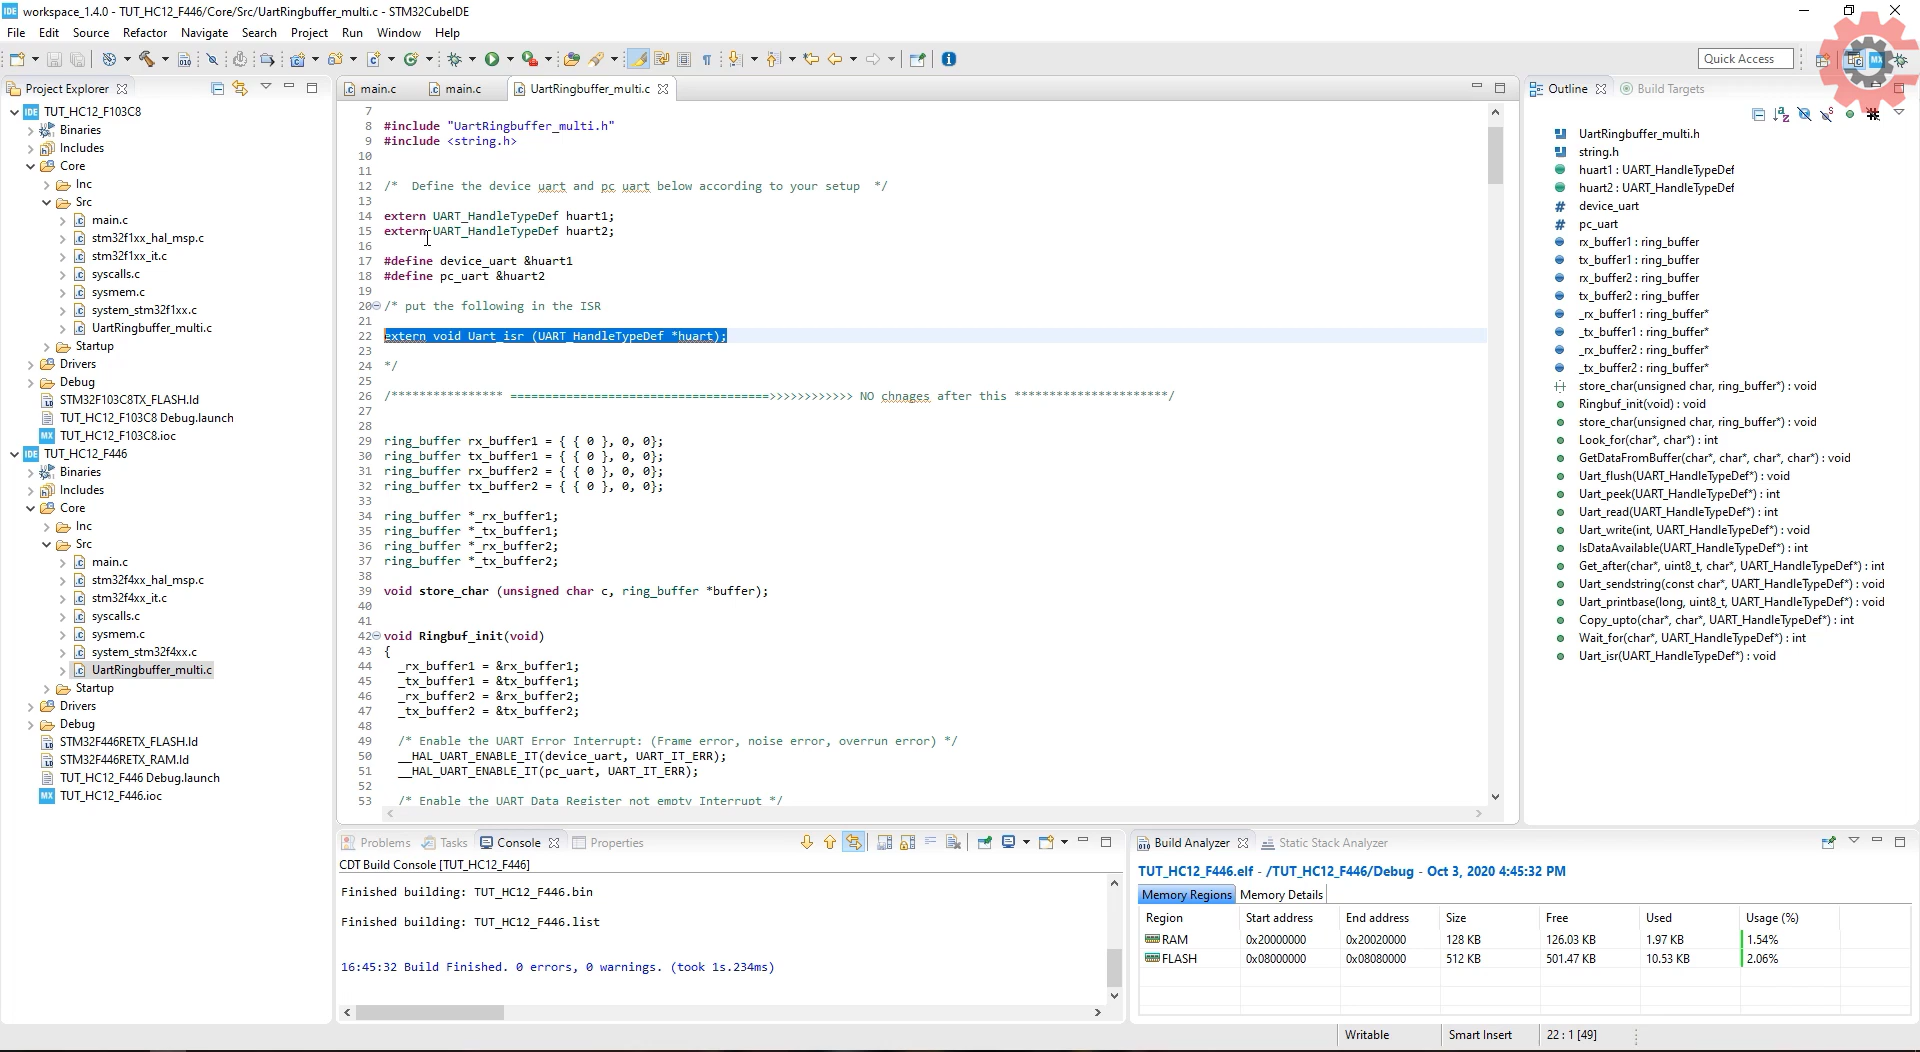 IDE workspace_1.4.0 - TUT_HC12_F446/Core/Src/UartRingbuffer_multi.c - STM32CubeIDE
File Edit Source Refactor Navigate Search Project Run Window Help
Quick Access
MX
Project Explorer
IDE TUT_HC12_F103C8
Binaries
Includes
Core
Inc
Src
main.c
stm32f1xx_hal_msp.c
stm32f1xx_it.c
syscalls.c
sysmem.c
system_stm32f1xx.c
UartRingbuffer_multi.c
Startup
Drivers
Debug
STM32F103C8TX_FLASH.ld
TUT_HC12_F103C8 Debug.launch
MX TUT_HC12_F103C8.ioc
IDE TUT_HC12_F446
Binaries
Includes
Core
Inc
Src
main.c
stm32f4xx_hal_msp.c
stm32f4xx_it.c
syscalls.c
sysmem.c
system_stm32f4xx.c
UartRingbuffer_multi.c
Startup
Drivers
Debug
STM32F446RETX_FLASH.ld
STM32F446RETX_RAM.ld
TUT_HC12_F446 Debug.launch
MX TUT_HC12_F446.ioc
main.c main.c UartRingbuffer_multi.c
7
8 #include "UartRingbuffer_multi.h"
9 #include <string.h>
10
11
12 /* Define the device uart and pc uart below according to your setup */
13
14 extern UART_HandleTypeDef huart1;
15 extern UART_HandleTypeDef huart2;
16
17 #define device_uart &huart1
18 #define pc_uart &huart2
19
20 /* put the following in the ISR
21
22 extern void Uart_isr (UART_HandleTypeDef *huart);
23
24 */
25
26 /**************** =====================================>>>>>>>>>>>> NO chnages after this **********************/
27
28
29 ring_buffer rx_buffer1 = { { 0 }, 0, 0};
30 ring_buffer tx_buffer1 = { { 0 }, 0, 0};
31 ring_buffer rx_buffer2 = { { 0 }, 0, 0};
32 ring_buffer tx_buffer2 = { { 0 }, 0, 0};
33
34 ring_buffer *_rx_buffer1;
35 ring_buffer *_tx_buffer1;
36 ring_buffer *_rx_buffer2;
37 ring_buffer *_tx_buffer2;
38
39 void store_char (unsigned char c, ring_buffer *buffer);
40
41
42 void Ringbuf_init(void)
43 {
44 _rx_buffer1 = &rx_buffer1;
45 _tx_buffer1 = &tx_buffer1;
46 _rx_buffer2 = &rx_buffer2;
47 _tx_buffer2 = &tx_buffer2;
48
49 /* Enable the UART Error Interrupt: (Frame error, noise error, overrun error) */
50 __HAL_UART_ENABLE_IT(device_uart, UART_IT_ERR);
51 __HAL_UART_ENABLE_IT(pc_uart, UART_IT_ERR);
52
53 /* Enable the UART Data Register not empty Interrupt */
Outline Build Targets
UartRingbuffer_multi.h
string.h
huart1 : UART_HandleTypeDef
huart2 : UART_HandleTypeDef
# device_uart
# pc_uart
rx_buffer1 : ring_buffer
tx_buffer1 : ring_buffer
rx_buffer2 : ring_buffer
tx_buffer2 : ring_buffer
_rx_buffer1 : ring_buffer*
_tx_buffer1 : ring_buffer*
_rx_buffer2 : ring_buffer*
_tx_buffer2 : ring_buffer*
store_char(unsigned char, ring_buffer*) : void
Ringbuf_init(void) : void
store_char(unsigned char, ring_buffer*) : void
Look_for(char*, char*) : int
GetDataFromBuffer(char*, char*, char*, char*) : void
Uart_flush(UART_HandleTypeDef*) : void
Uart_peek(UART_HandleTypeDef*) : int
Uart_read(UART_HandleTypeDef*) : int
Uart_write(int, UART_HandleTypeDef*) : void
IsDataAvailable(UART_HandleTypeDef*) : int
Get_after(char*, uint8_t, char*, UART_HandleTypeDef*) : int
Uart_sendstring(const char*, UART_HandleTypeDef*) : void
Uart_printbase(long, uint8_t, UART_HandleTypeDef*) : void
Copy_upto(char*, char*, UART_HandleTypeDef*) : int
Wait_for(char*, UART_HandleTypeDef*) : int
Uart_isr(UART_HandleTypeDef*) : void
Problems Tasks Console Properties
CDT Build Console [TUT_HC12_F446]
Finished building: TUT_HC12_F446.bin
Finished building: TUT_HC12_F446.list
16:45:32 Build Finished. 0 errors, 0 warnings. (took 1s.234ms)
Build Analyzer Static Stack Analyzer
TUT_HC12_F446.elf - /TUT_HC12_F446/Debug - Oct 3, 2020 4:45:32 PM
Memory Regions Memory Details
Region Start address End address Size Free Used Usage (%)
RAM 0x20000000 0x20020000 128 KB 126.03 KB 1.97 KB 1.54%
FLASH 0x08000000 0x08080000 512 KB 501.47 KB 10.53 KB 2.06%
Writable Smart Insert 22 : 1 [49]